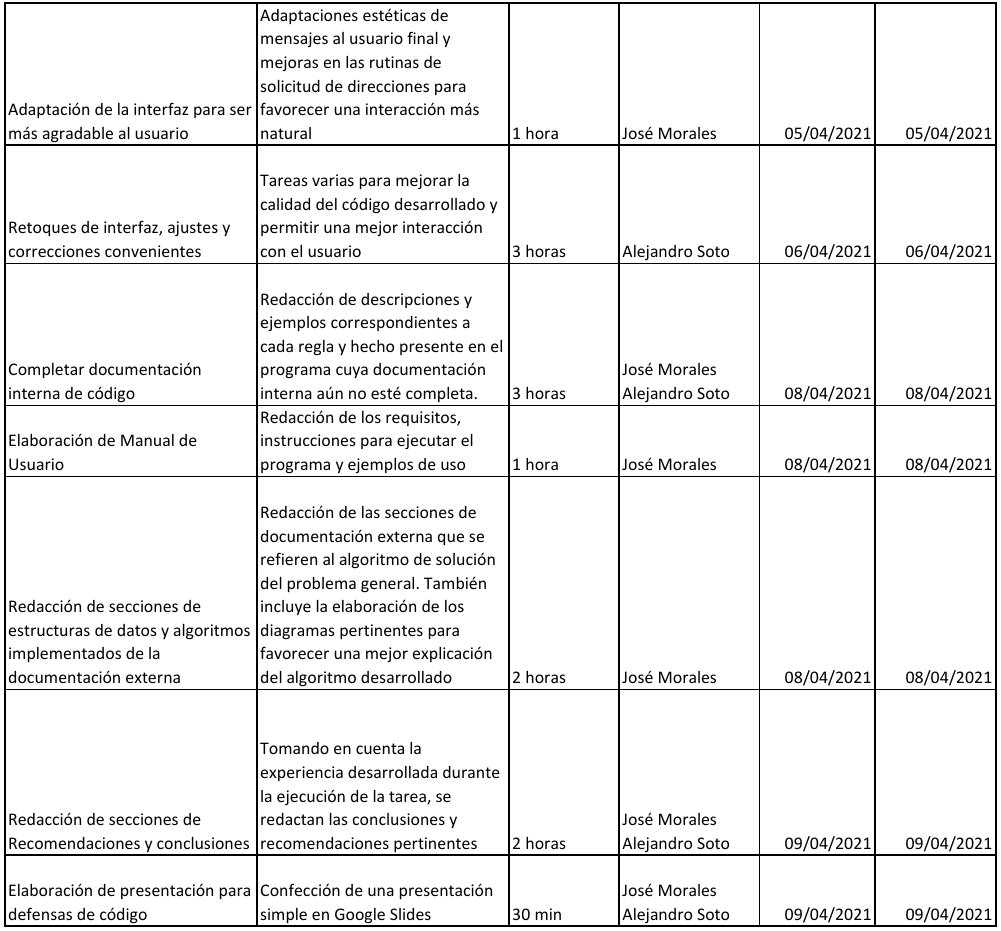 Adaptación de la interfaz para ser
más agradable al usuario
Adaptaciones estéticas de
mensajes al usuario final y
mejoras en las rutinas de
solicitud de direcciones para
favorecer una interacción más
natural
1 hora
José Morales
05/04/2021
05/04/2021
Retoques de interfaz, ajustes y
correcciones convenientes
Tareas varias para mejorar la
calidad del código desarrollado y
permitir una mejor interacción
con el usuario
3 horas
Alejandro Soto
06/04/2021
06/04/2021
Completar documentación
interna de código
Redacción de descripciones y
ejemplos correspondientes a
cada regla y hecho presente en el
programa cuya documentación
interna aún no esté completa.
3 horas
José Morales
Alejandro Soto
08/04/2021
08/04/2021
Elaboración de Manual de
Usuario
Redacción de los requisitos,
instrucciones para ejecutar el
programa y ejemplos de uso
1 hora
José Morales
08/04/2021
08/04/2021
Redacción de secciones de
estructuras de datos y algoritmos
implementados de la
documentación externa
Redacción de las secciones de
documentación externa que se
refieren al algoritmo de solución
del problema general. También
incluye la elaboración de los
diagramas pertinentes para
favorecer una mejor explicación
del algoritmo desarrollado
2 horas
José Morales
08/04/2021
08/04/2021
Redacción de secciones de
Recomendaciones y conclusiones
Tomando en cuenta la
experiencia desarrollada durante
la ejecución de la tarea, se
redactan las conclusiones y
recomendaciones pertinentes
2 horas
José Morales
Alejandro Soto
09/04/2021
09/04/2021
Elaboración de presentación para
defensas de código
Confección de una presentación
simple en Google Slides
30 min
José Morales
Alejandro Soto
09/04/2021
09/04/2021